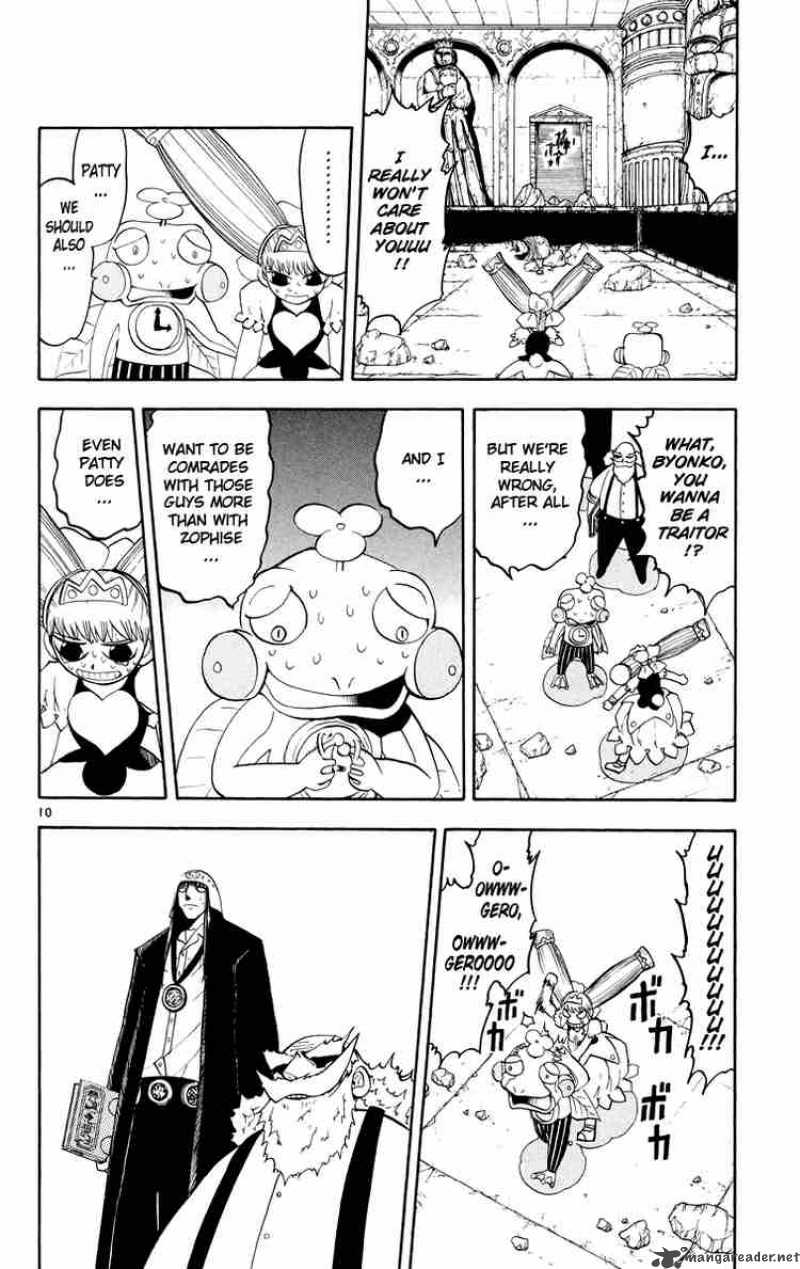 I...
I
REALLY
WON'T
CARE
ABOUT
YOUUU
!!
............
PATTY
...
WE
SHOULD
ALSO
...
WHAT,
BYONKO,
YOU
WANNA
BE A
TRAITOR
!?
BUT WE'RE
REALLY
WRONG,
AFTER ALL
...
AND I
...
WANT TO BE
COMRADES
WITH THOSE
GUYS MORE
THAN WITH
ZOPHISE
...
EVEN
PATTY
DOES
...
10
UUUUUUUUUUU!!!
O-
OWWW-
GERO,
OWWW-
GEROOOO
!!!
ボカ
ボカ
mangareader.net